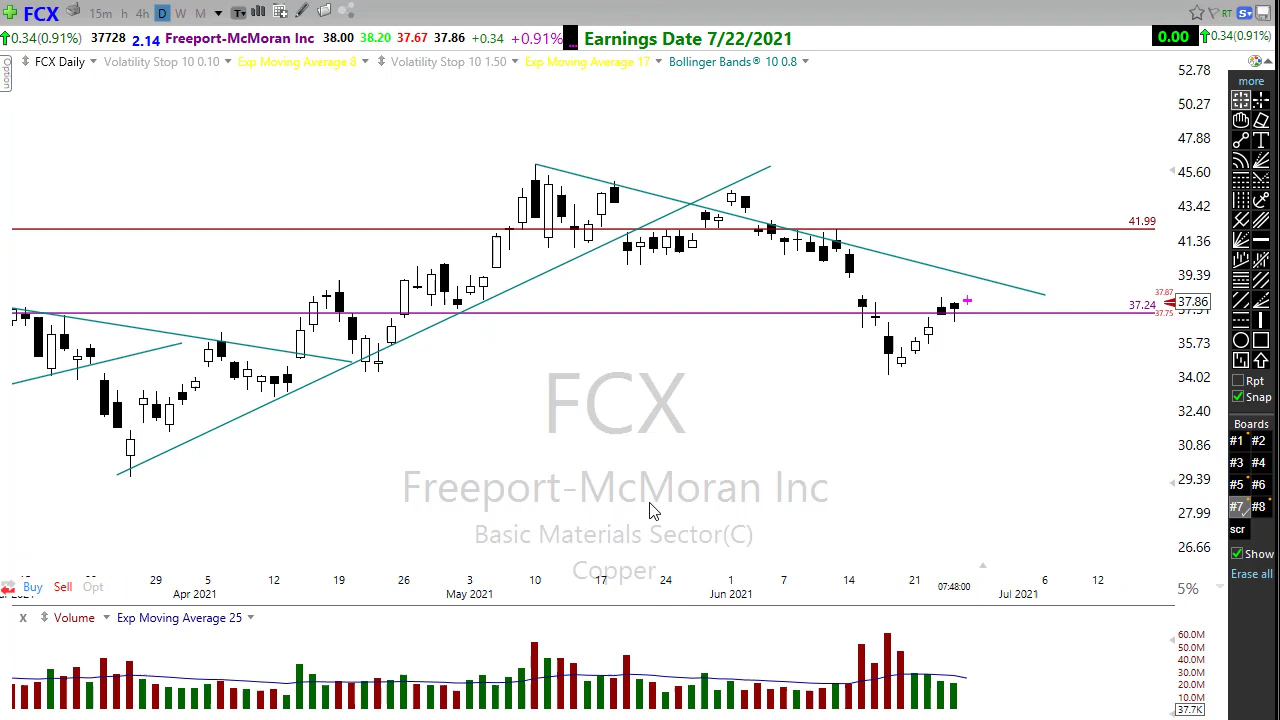 FCX 15m h 4h D W M T RT S
0.34(0.91%) 37728 2.14 Freeport-McMoran Inc 38.00 38.20 37.67 37.86 +0.34 +0.91% Earnings Date 7/22/2021 0.00 0.34(0.91%)
Option
FCX Daily Volatility Stop 10 0.10 Exp Moving Average 8 Volatility Stop 10 1.50 Exp Moving Average 17 Bollinger Bands® 10 0.8
52.78
50.27
47.88
45.60
43.42
41.99
41.36
39.39
37.87
37.86
37.24
37.75
37.51
35.73
34.02
32.40
30.86
29.39
27.99
26.66
FCX
Freeport-McMoran Inc
Basic Materials Sector(C)
Copper
more
T
Rpt
Snap
Boards
#1 #2
#3 #4
#5 #6
#7 #8
scr
Show
Erase all
29 5 12 19 26 3 10 17 24 1 7 14 21 07:48:00 6 12
Buy Sell Opt 5%
Apr 2021 May 2021 Jun 2021 Jul 2021
X Volume Exp Moving Average 25
60.0M
50.0M
40.0M
30.0M
20.0M
10.0M
37.7K